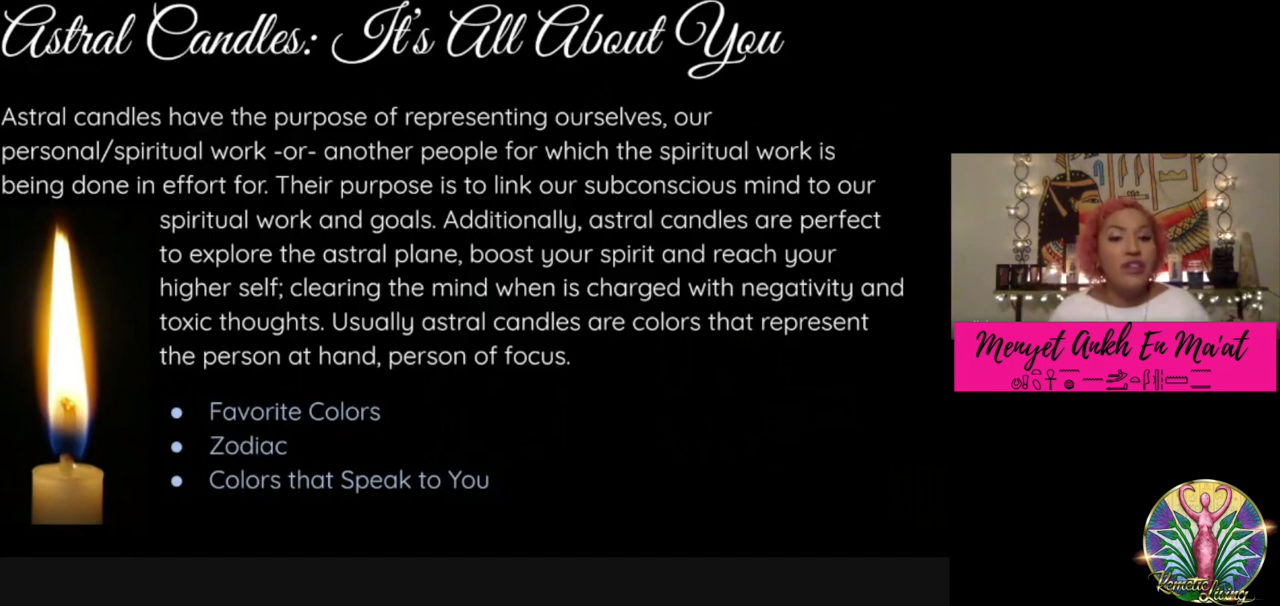 Astral Candles: It's All About You
Astral candles have the purpose of representing ourselves, our
personal/spiritual work -or- another people for which the spiritual work is
being done in effort for. Their purpose is to link our subconscious mind to our
spiritual work and goals. Additionally, astral candles are perfect
to explore the astral plane, boost your spirit and reach your
higher self; clearing the mind when is charged with negativity and
toxic thoughts. Usually astral candles are colors that represent
the person at hand, person of focus.
● Favorite Colors
● Zodiac
● Colors that Speak to You
Menyet Ankh En Ma'at
Kemetic Living